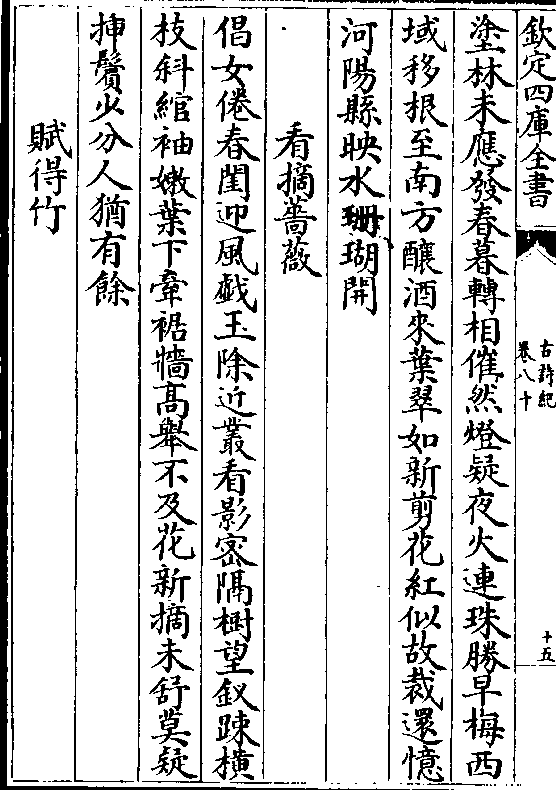 欽定四庫全書
古詩紀
卷八十
十五
塗林未應發春暮轉相催然燈疑夜火連珠勝早梅西
域移根至南方釀酒來葉翠如新剪花紅似故裁還憶
河陽縣映水珊瑚開
看摘薔薇
倡女倦春閨迎風戯玉除近叢看影密隔樹望釵踈橫
枝斜綰袖嫰葉下牽裾牆髙舉不及花新摘未舒莫疑
挿鬢少分人猶有餘
賦得竹